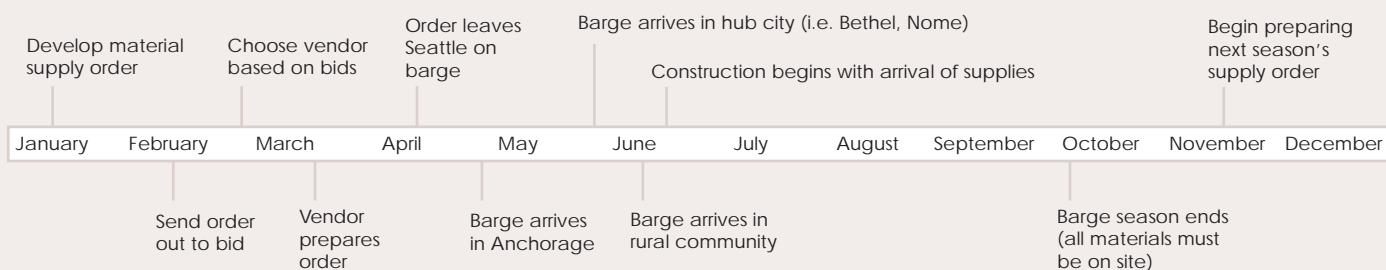 Develop material
supply order
Choose vendor
based on bids
Order leaves
Seattle on
barge
Barge arrives in hub city (i.e. Bethel, Nome)
Construction begins with arrival of supplies
Begin preparing
next season's
supply order
January February March April May June July August September October November December
Send order
out to bid
Vendor
prepares
order
Barge arrives
in Anchorage
Barge arrives in
rural community
Barge season ends
(all materials must
be on site)